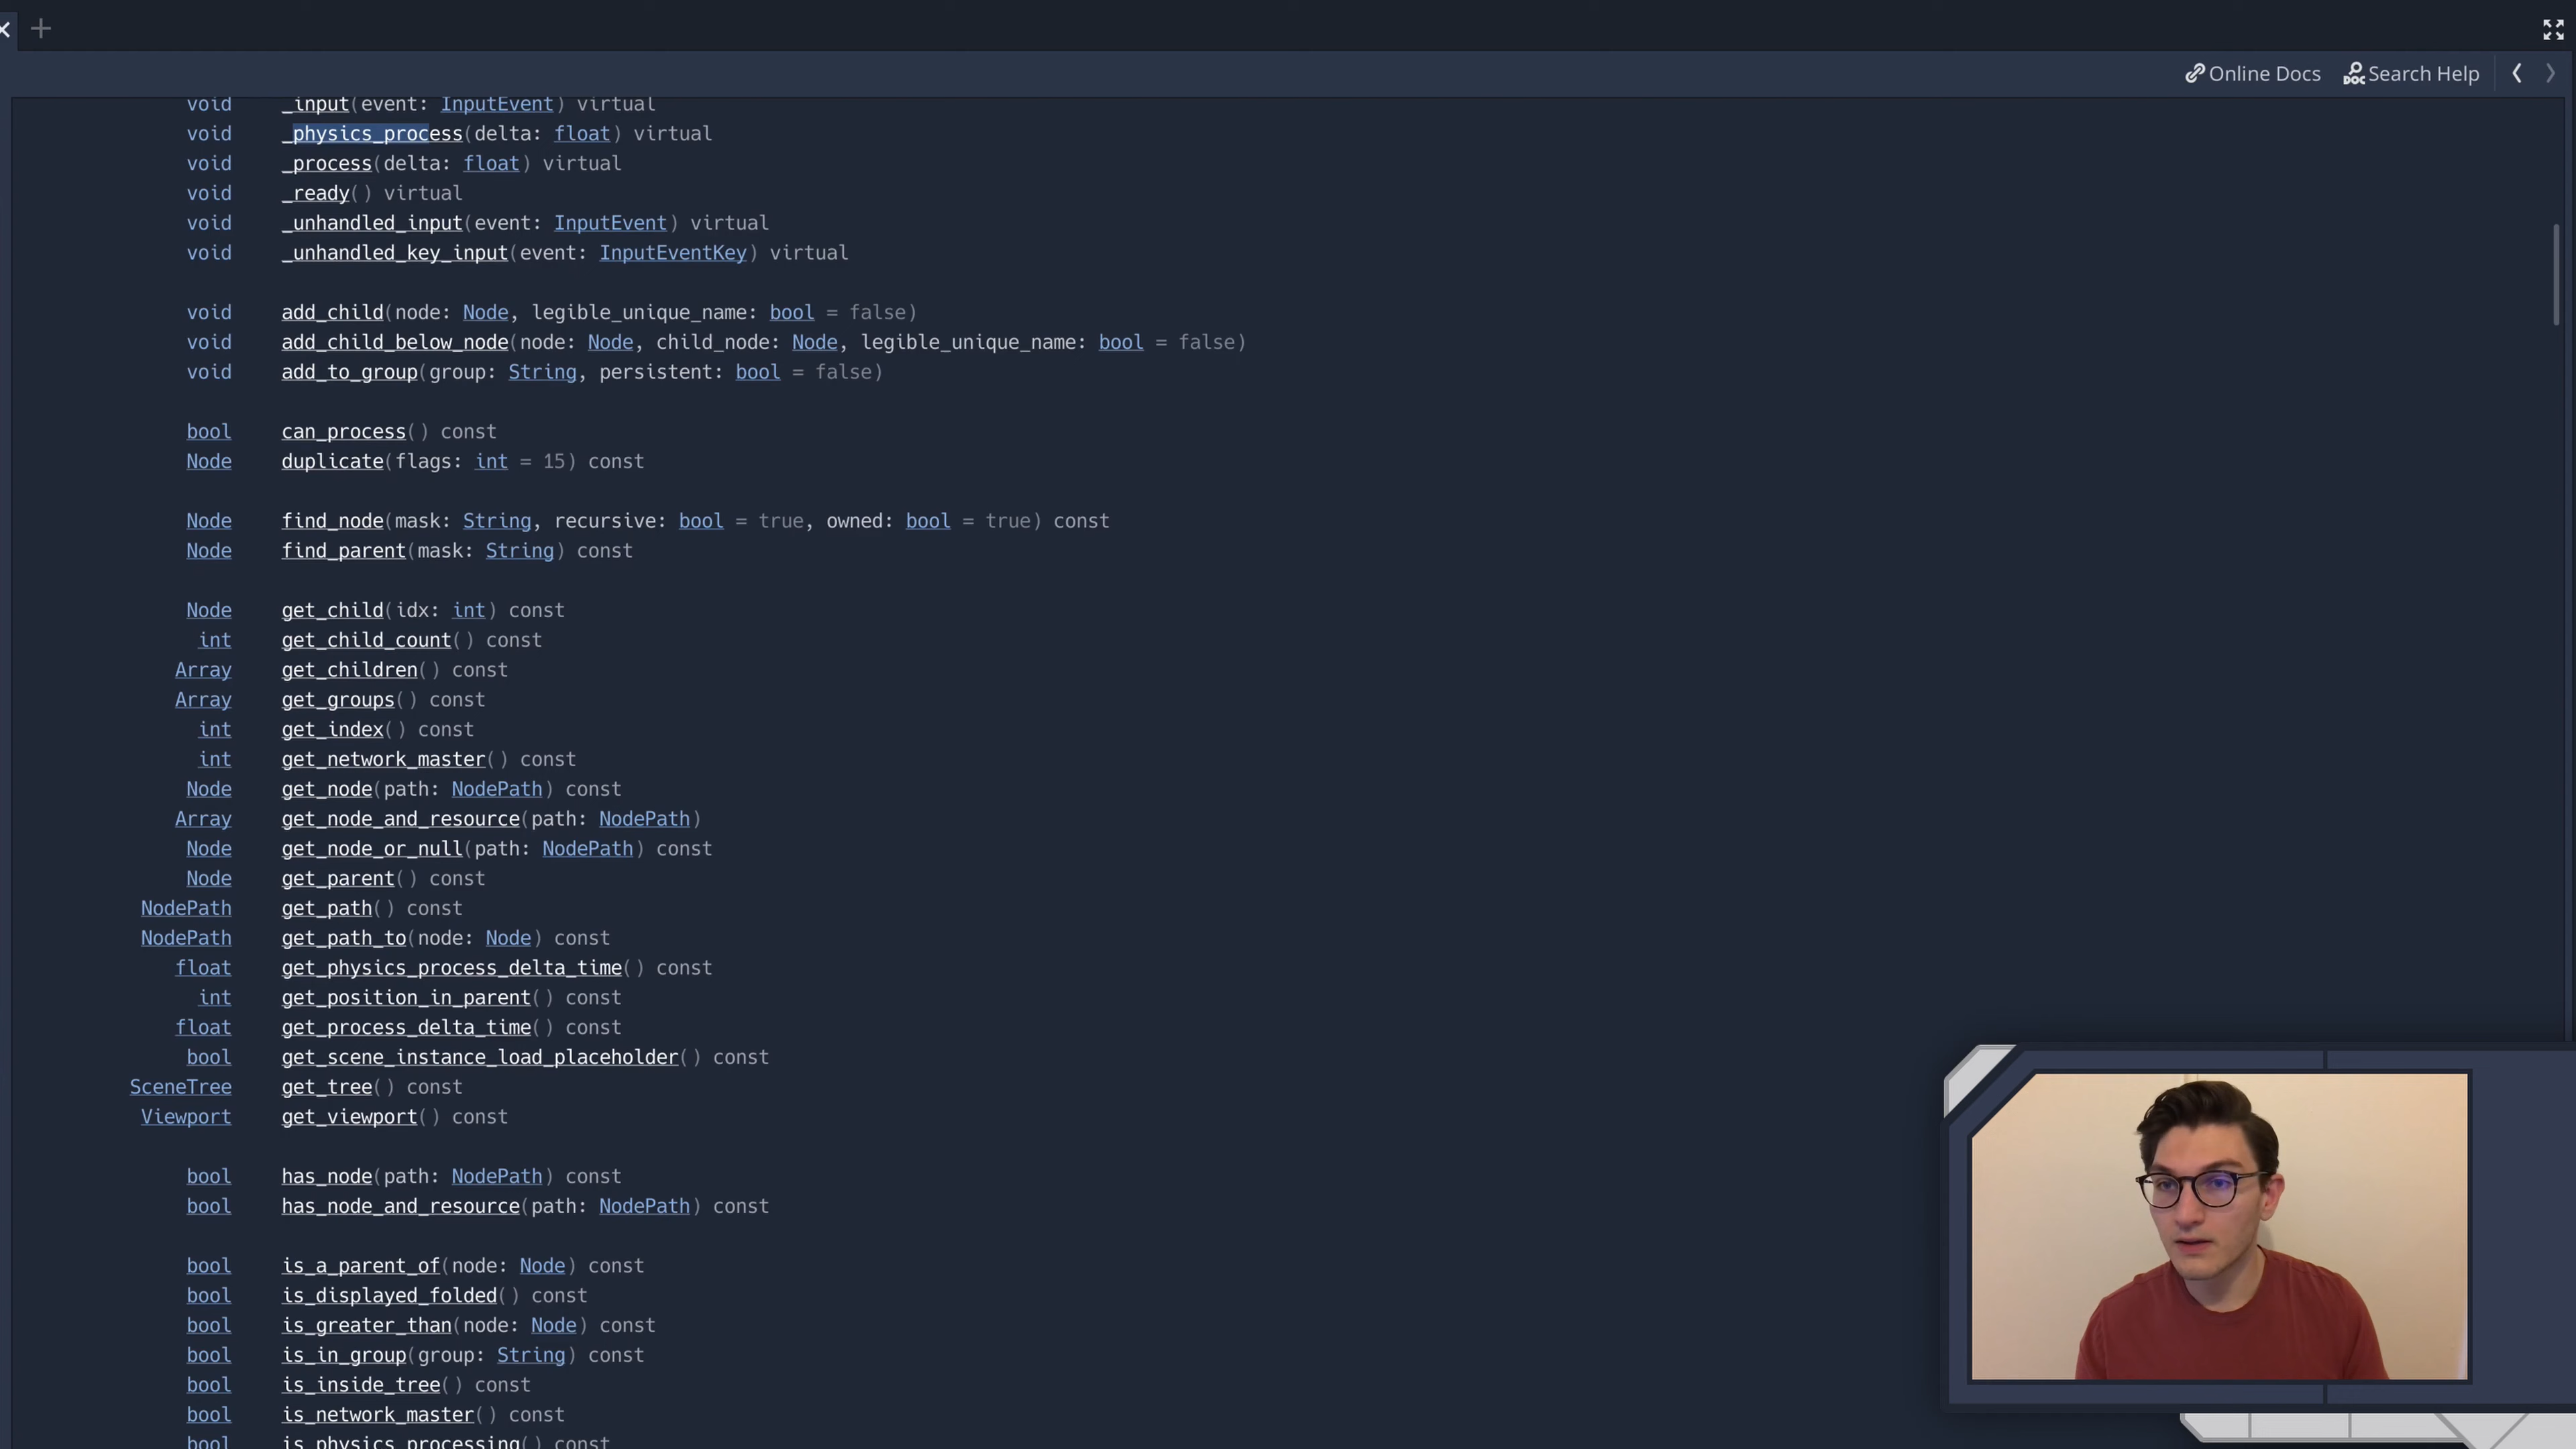 Online Docs Search Help
void _input(event: InputEvent) virtual
void _physics_process(delta: float) virtual
void _process(delta: float) virtual
void _ready() virtual
void _unhandled_input(event: InputEvent) virtual
void _unhandled_key_input(event: InputEventKey) virtual
void add_child(node: Node, legible_unique_name: bool = false)
void add_child_below_node(node: Node, child_node: Node, legible_unique_name: bool = false)
void add_to_group(group: String, persistent: bool = false)
bool can_process() const
Node duplicate(flags: int = 15) const
Node find_node(mask: String, recursive: bool = true, owned: bool = true) const
Node find_parent(mask: String) const
Node get_child(idx: int) const
int get_child_count() const
Array get_children() const
Array get_groups() const
int get_index() const
int get_network_master() const
Node get_node(path: NodePath) const
Array get_node_and_resource(path: NodePath)
Node get_node_or_null(path: NodePath) const
Node get_parent() const
NodePath get_path() const
NodePath get_path_to(node: Node) const
float get_physics_process_delta_time() const
int get_position_in_parent() const
float get_process_delta_time() const
bool get_scene_instance_load_placeholder() const
SceneTree get_tree() const
Viewport get_viewport() const
bool has_node(path: NodePath) const
bool has_node_and_resource(path: NodePath) const
bool is_a_parent_of(node: Node) const
bool is_displayed_folded() const
bool is_greater_than(node: Node) const
bool is_in_group(group: String) const
bool is_inside_tree() const
bool is_network_master() const
bool is_physics_processing() const